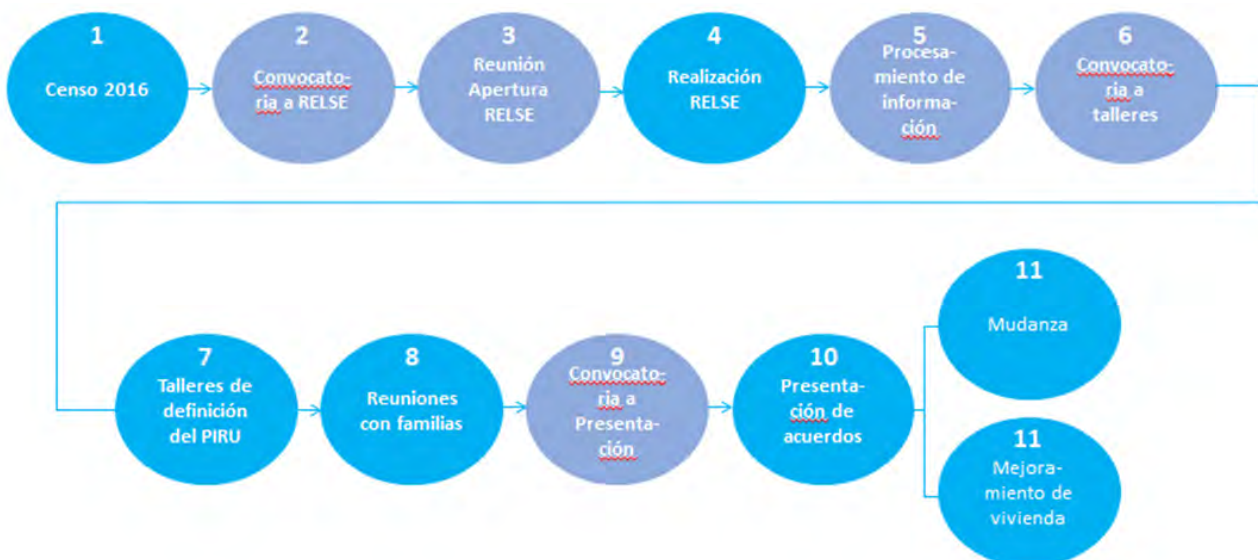 1
Censo 2016
2
Convocato-
ria a RELSE
3
Reunión
Apertura
RELSE
4
Realización
RELSE
5
Procesa-
miento de
informa-
ción
6
Convocato-
ria a
talleres
7
Talleres de
definición
del PIRU
8
Reuniones
con familias
9
Convocato-
ria a
Presenta-
ción
10
Presenta-
ción de
acuerdos
11
Mudanza
11
Mejora-
miento de
vivienda